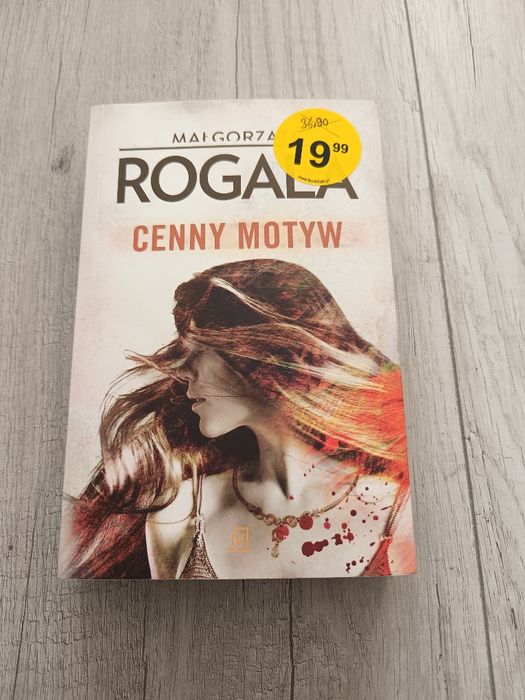 MAŁGORZA
ROGALA
CENNY MOTYW
36,90
19 99